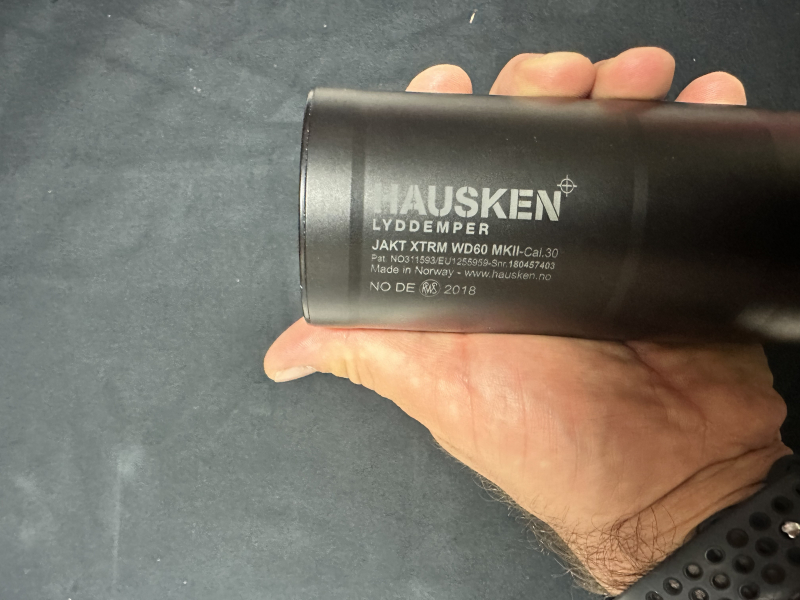 HAUSKEN
LYDDEMPER
JAKT XTRM WD60 MKII-Cal.30
Pat. NO311593/EU1255959-Snr.180457403
Made in Norway - www.hausken.no
NO DE RWS 2018